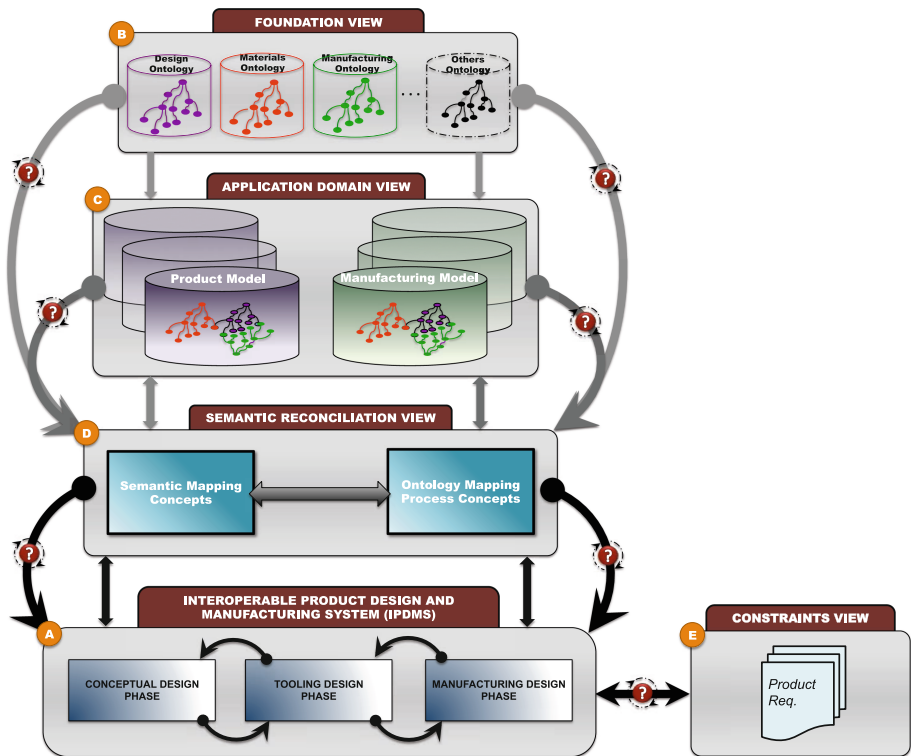 FOUNDATION VIEW
B
Design
Ontology
Materials
Ontology
Manufacturing
Ontology
...
Others
Ontology
?
?
APPLICATION DOMAIN VIEW
C
Product Model
Manufacturing Model
?
?
SEMANTIC RECONCILIATION VIEW
D
Semantic Mapping
Concepts
Ontology Mapping
Process Concepts
?
?
INTEROPERABLE PRODUCT DESIGN AND
MANUFACTURING SYSTEM (IPDMS)
A
CONCEPTUAL DESIGN
PHASE
TOOLING DESIGN
PHASE
MANUFACTURING DESIGN
PHASE
?
CONSTRAINTS VIEW
E
Product
Req.